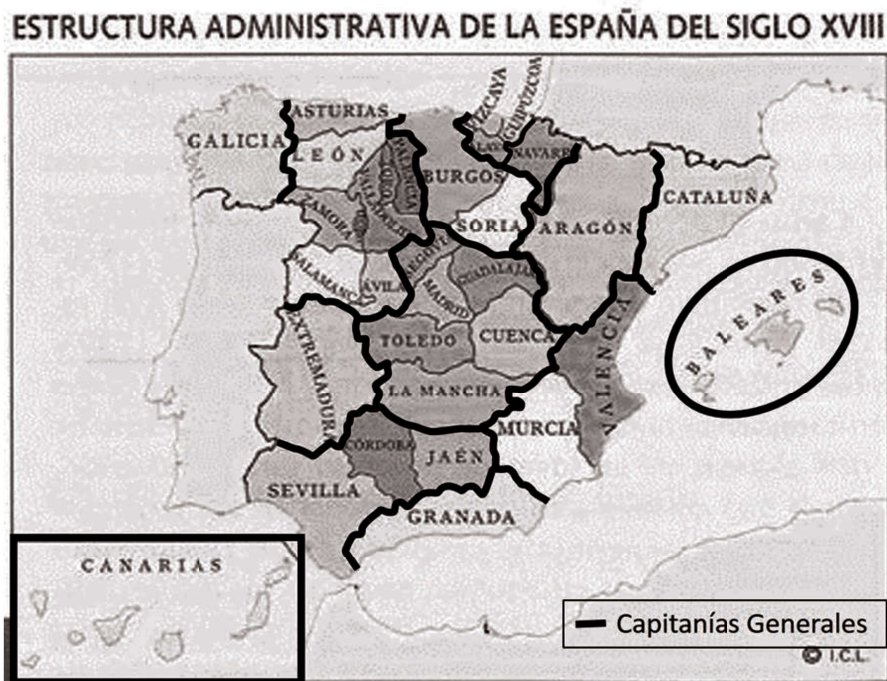 ESTRUCTURA ADMINISTRATIVA DE LA ESPAÑA DEL SIGLO XVIII
VIZCAYA
GUIPÚZCOA
ASTURIAS
GALICIA
LEÓN
PALENCIA
NAVARRA
BURGOS
CATALUÑA
VALLADOLID
ZAMORA
SORIA
ARAGÓN
SEGOVIA
SALAMANCA
ÁVILA
GUADALAJARA
MADRID
BALEARES
EXTREMADURA
TOLEDO
CUENCA
VALENCIA
LA MANCHA
MURCIA
CÓRDOBA
JAÉN
SEVILLA
GRANADA
CANARIAS
Capitanías Generales
© I.C.L.